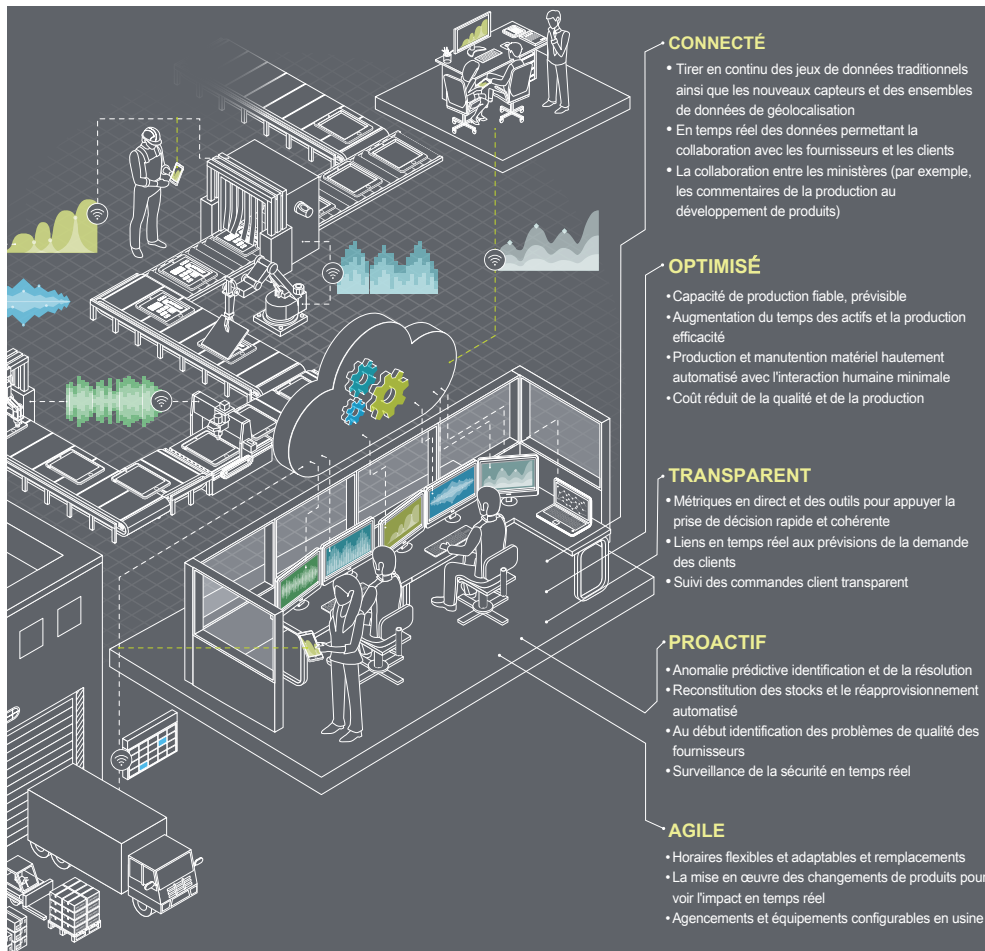 CONNECTÉ
• Tirer en continu des jeux de données traditionnels
ainsi que les nouveaux capteurs et des ensembles
de données de géolocalisation
• En temps réel des données permettant la
collaboration avec les fournisseurs et les clients
• La collaboration entre les ministères (par exemple,
les commentaires de la production au
développement de produits)
OPTIMISÉ
• Capacité de production fiable, prévisible
• Augmentation du temps des actifs et la production
efficacité
• Production et manutention matériel hautement
automatisé avec l'interaction humaine minimale
• Coût réduit de la qualité et de la production
TRANSPARENT
• Métriques en direct et des outils pour appuyer la
prise de décision rapide et cohérente
• Liens en temps réel aux prévisions de la demande
des clients
• Suivi des commandes client transparent
PROACTIF
• Anomalie prédictive identification et de la résolution
• Reconstitution des stocks et le réapprovisionnement
automatisé
• Au début identification des problèmes de qualité des
fournisseurs
• Surveillance de la sécurité en temps réel
AGILE
• Horaires flexibles et adaptables et remplacements
• La mise en œuvre des changements de produits pour
voir l'impact en temps réel
• Agencements et équipements configurables en usine